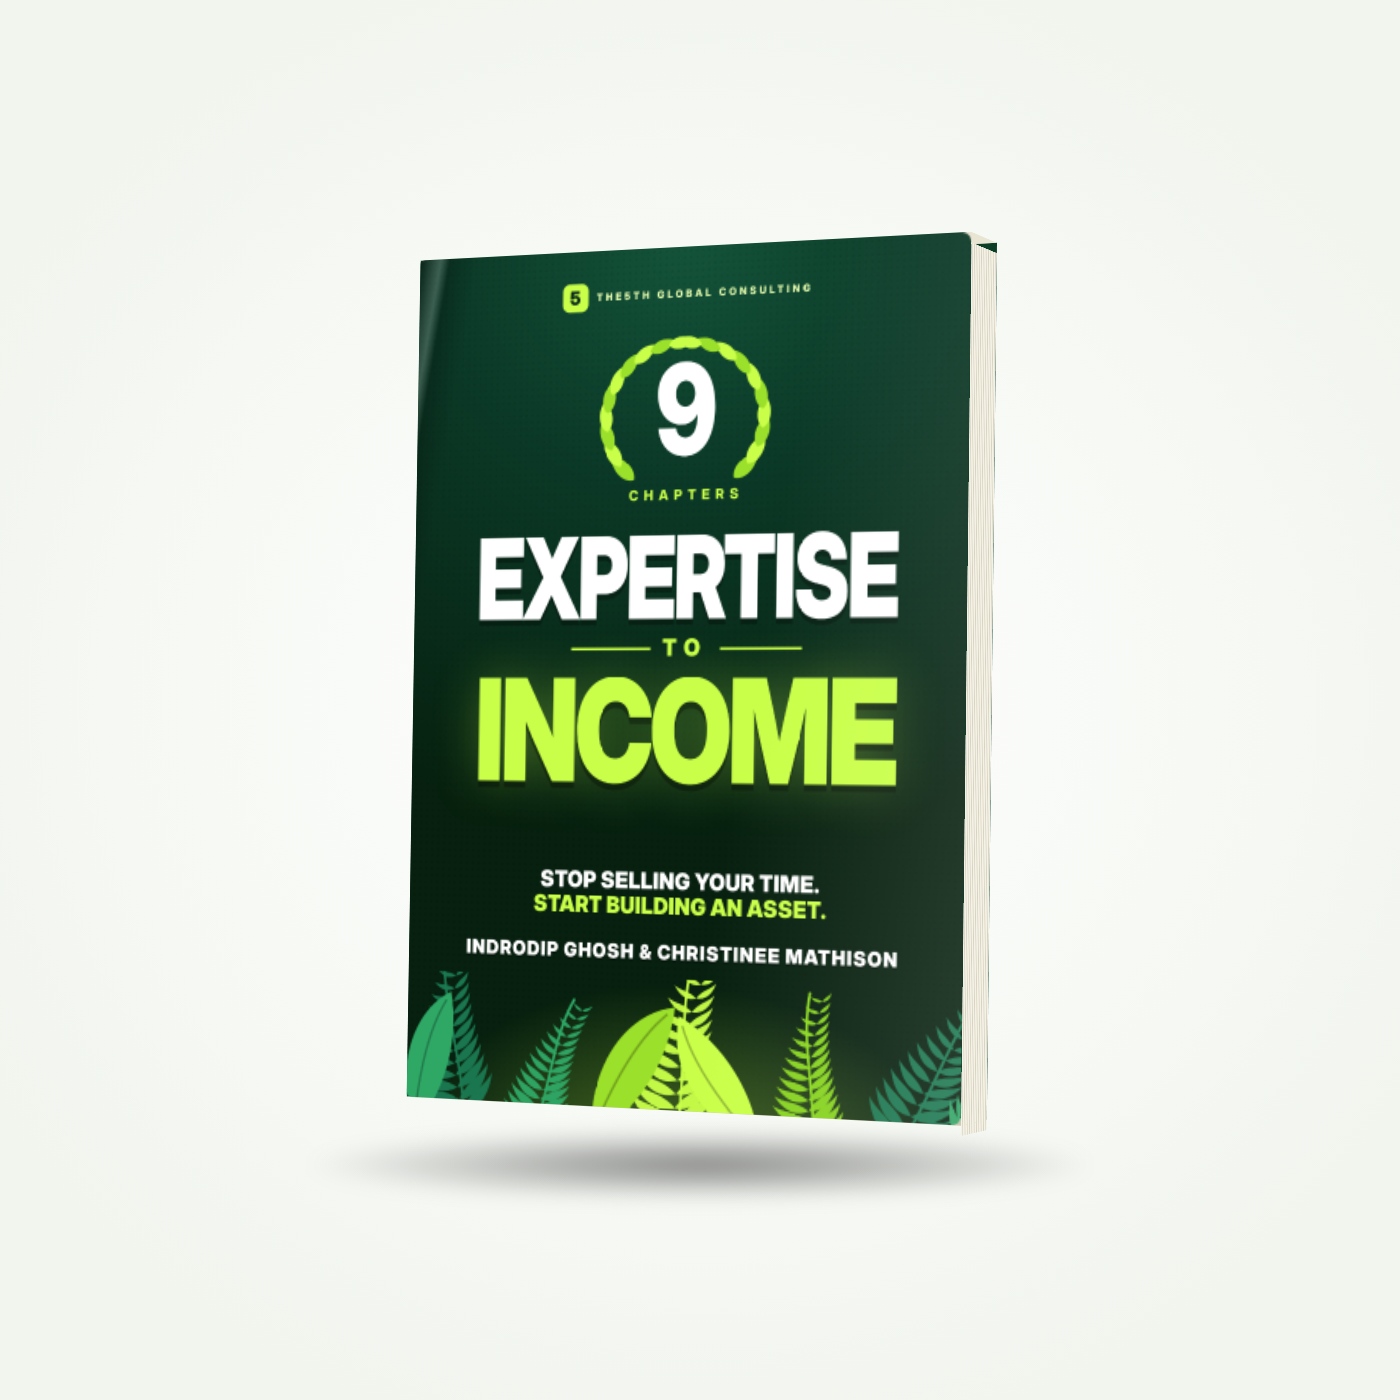 5 THE5TH GLOBAL CONSULTING
9
CHAPTERS
EXPERTISE
TO
INCOME
STOP SELLING YOUR TIME.
START BUILDING AN ASSET.
INDRODIP GHOSH & CHRISTINEE MATHISON